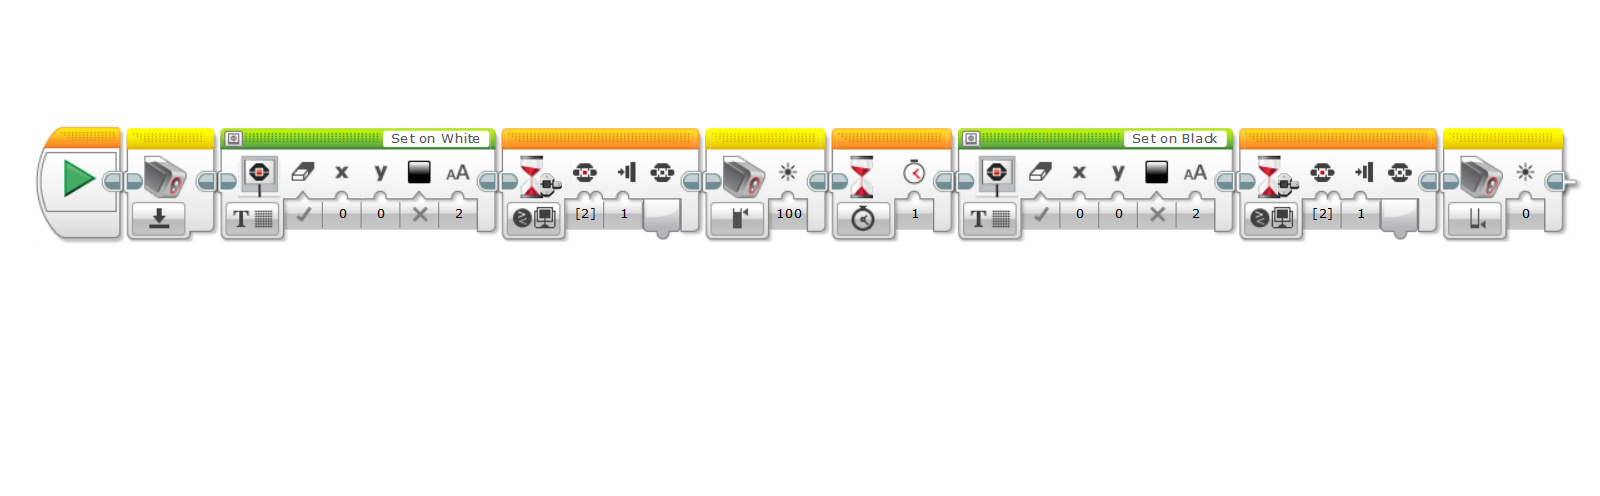 Set on White
x y AA
T 0 0 2
[2] 1
100
1
Set on Black
x y AA
T 0 0 2
[2] 1
0